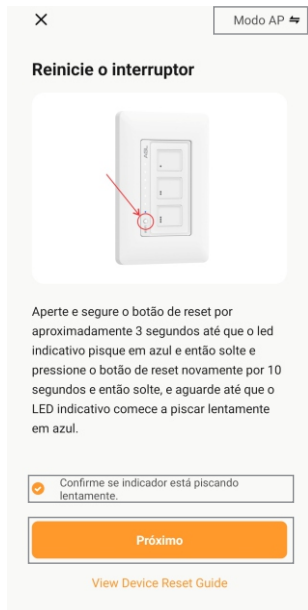 Modo AP
Reinicie o interruptor
AGL
Aperte e segure o botão de reset por
aproximadamente 3 segundos até que o led
indicativo pisque em azul e então solte e
pressione o botão de reset novamente por 10
segundos e então solte, e aguarde até que o
LED indicativo comece a piscar lentamente
em azul.
Confirme se indicador está piscando
lentamente.
Próximo
View Device Reset Guide